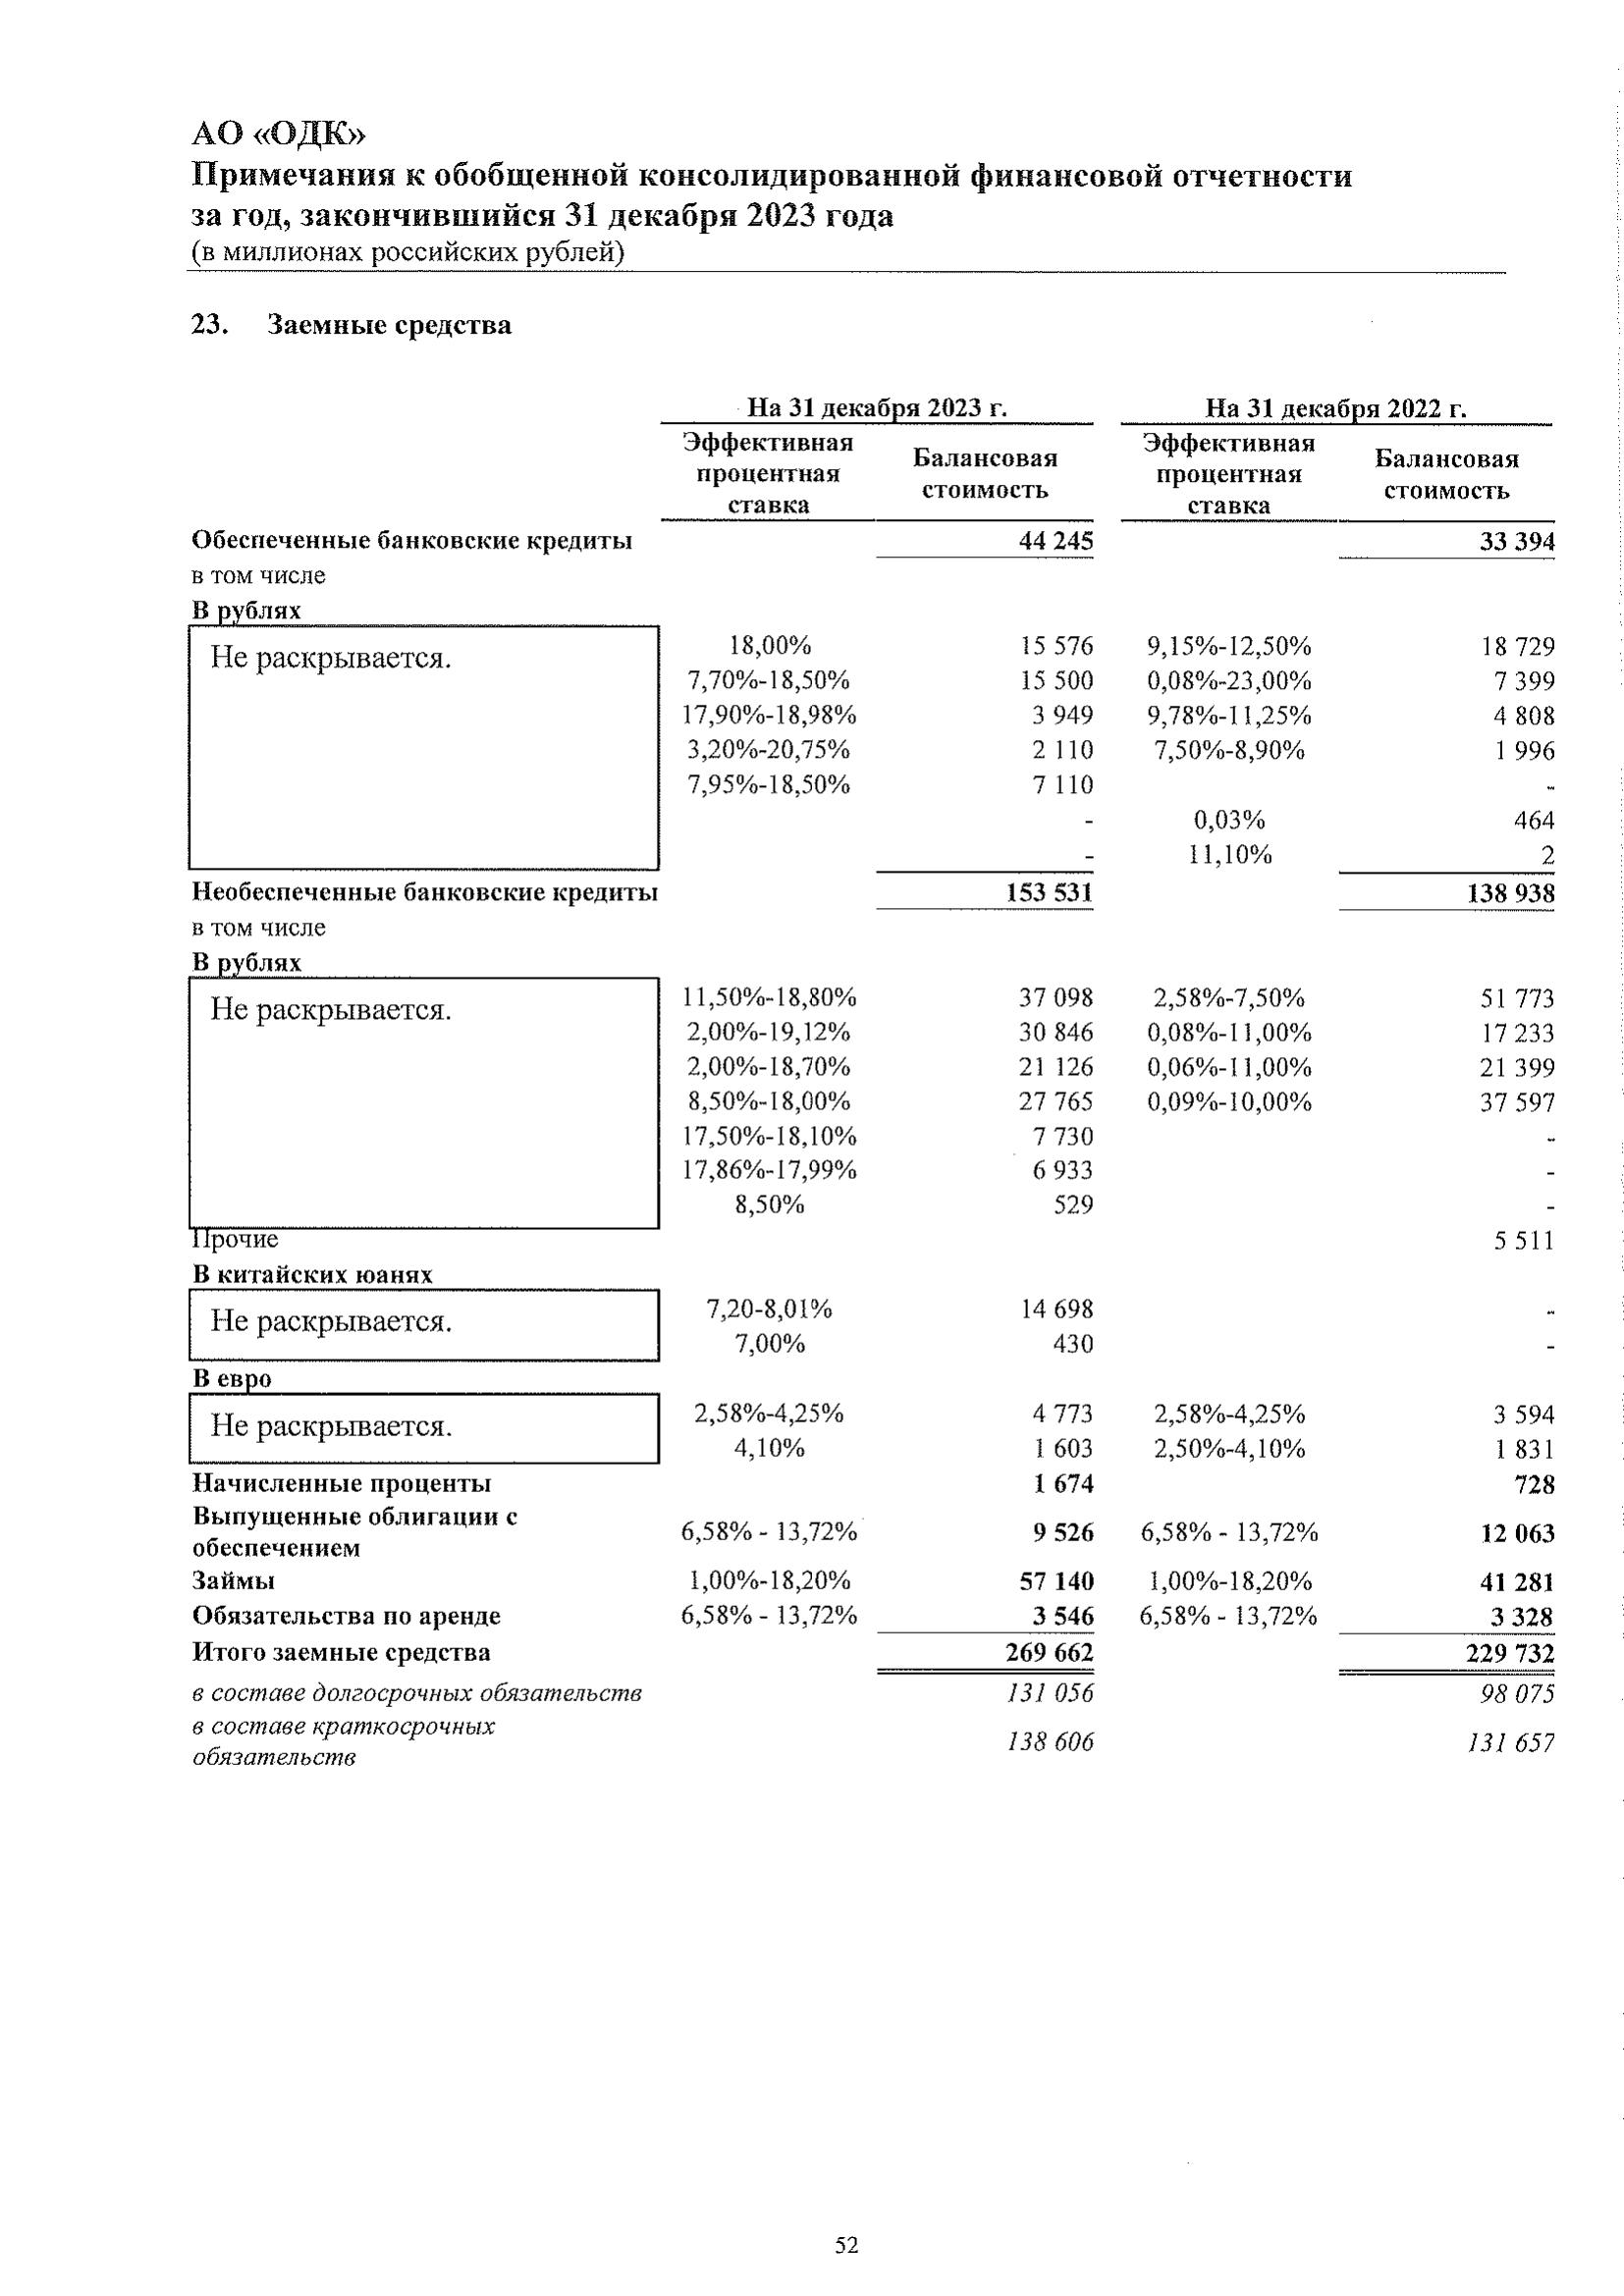 АО «ОДК»
Примечания к обобщенной консолидированной финансовой отчетности
за год, закончившийся 31 декабря 2023 года
(в миллионах российских рублей)
23. Заемные средства
На 31 декабря 2023 г. На 31 декабря 2022 г.
Эффективная процентная ставка Балансовая стоимость Эффективная процентная ставка Балансовая стоимость
Обеспеченные банковские кредиты 44 245 33 394
в том числе
В рублях
Не раскрывается. 18,00% 15 576 9,15%-12,50% 18 729
7,70%-18,50% 15 500 0,08%-23,00% 7 399
17,90%-18,98% 3 949 9,78%-11,25% 4 808
3,20%-20,75% 2 110 7,50%-8,90% 1 996
7,95%-18,50% 7 110 -
- 0,03% 464
- 11,10% 2
Необеспеченные банковские кредиты 153 531 138 938
в том числе
В рублях
Не раскрывается. 11,50%-18,80% 37 098 2,58%-7,50% 51 773
2,00%-19,12% 30 846 0,08%-11,00% 17 233
2,00%-18,70% 21 126 0,06%-11,00% 21 399
8,50%-18,00% 27 765 0,09%-10,00% 37 597
17,50%-18,10% 7 730 -
17,86%-17,99% 6 933 -
8,50% 529 -
Прочие 5 511
В китайских юанях
Не раскрывается. 7,20-8,01% 14 698 -
7,00% 430 -
В евро
Не раскрывается. 2,58%-4,25% 4 773 2,58%-4,25% 3 594
4,10% 1 603 2,50%-4,10% 1 831
Начисленные проценты 1 674 728
Выпущенные облигации с
обеспечением 6,58% - 13,72% 9 526 6,58% - 13,72% 12 063
Займы 1,00%-18,20% 57 140 1,00%-18,20% 41 281
Обязательства по аренде 6,58% - 13,72% 3 546 6,58% - 13,72% 3 328
Итого заемные средства 269 662 229 732
в составе долгосрочных обязательств 131 056 98 075
в составе краткосрочных
обязательств 138 606 131 657
52